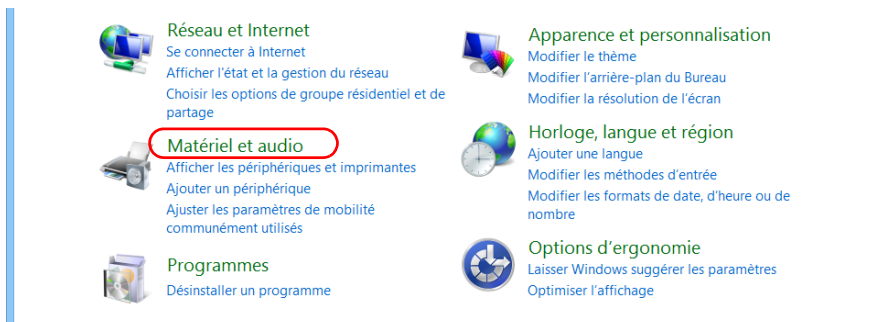 Réseau et Internet
Se connecter à Internet
Afficher l'état et la gestion du réseau
Choisir les options de groupe résidentiel et de
partage
Matériel et audio
Afficher les périphériques et imprimantes
Ajouter un périphérique
Ajuster les paramètres de mobilité
communément utilisés
Programmes
Désinstaller un programme
Apparence et personnalisation
Modifier le thème
Modifier l'arrière-plan du Bureau
Modifier la résolution de l'écran
Horloge, langue et région
Ajouter une langue
Modifier les méthodes d'entrée
Modifier les formats de date, d'heure ou de
nombre
Options d'ergonomie
Laisser Windows suggérer les paramètres
Optimiser l'affichage